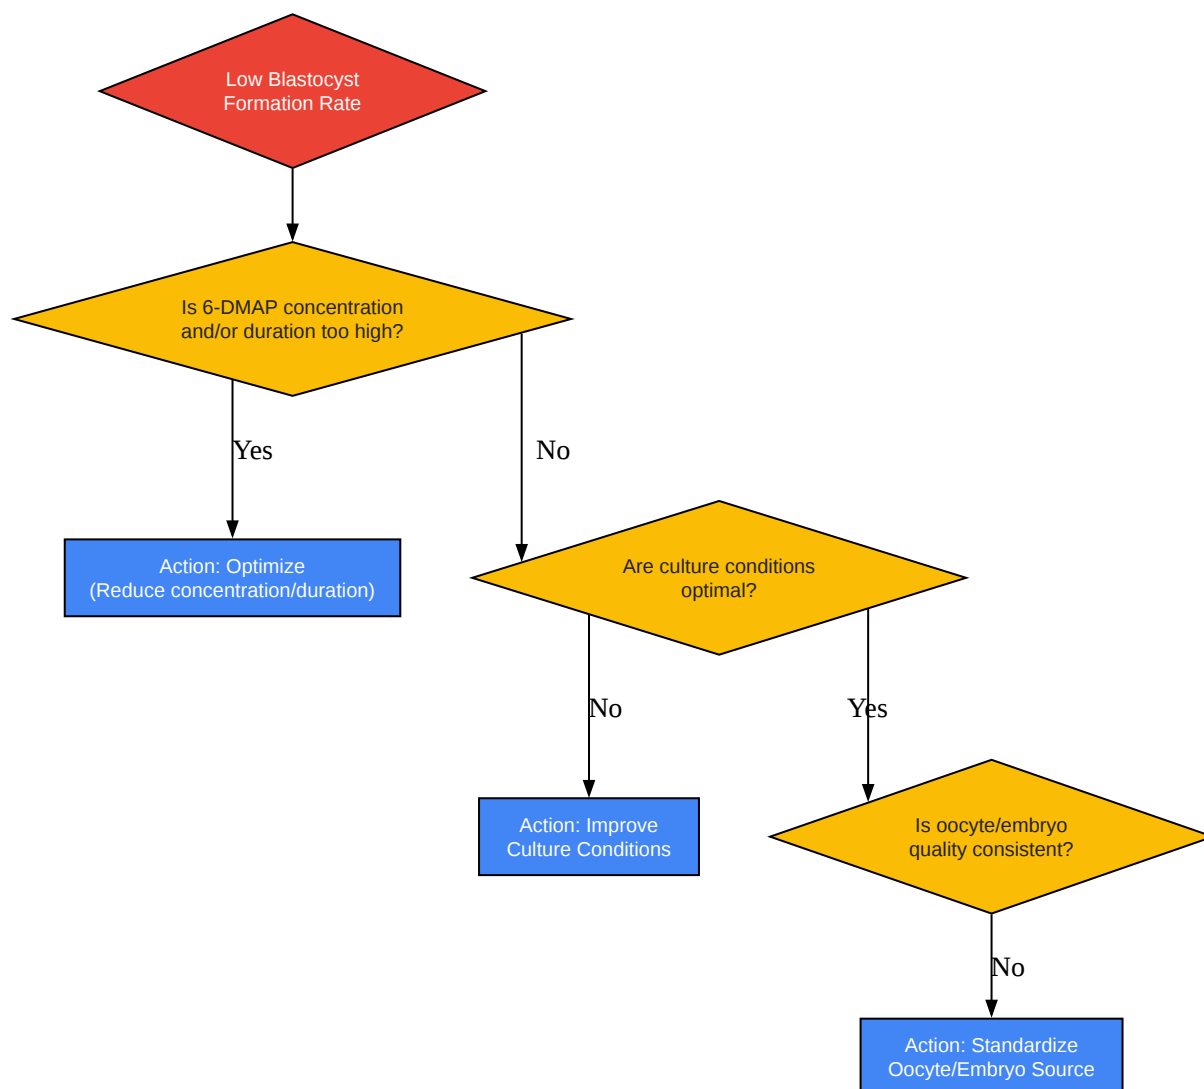 Low Blastocyst
Formation Rate
Is 6-DMAP concentration
and/or duration too high?
Yes
No
Action: Optimize
(Reduce concentration/duration)
Are culture conditions
optimal?
No
Yes
Action: Improve
Culture Conditions
Is oocyte/embryo
quality consistent?
No
Action: Standardize
Oocyte/Embryo Source